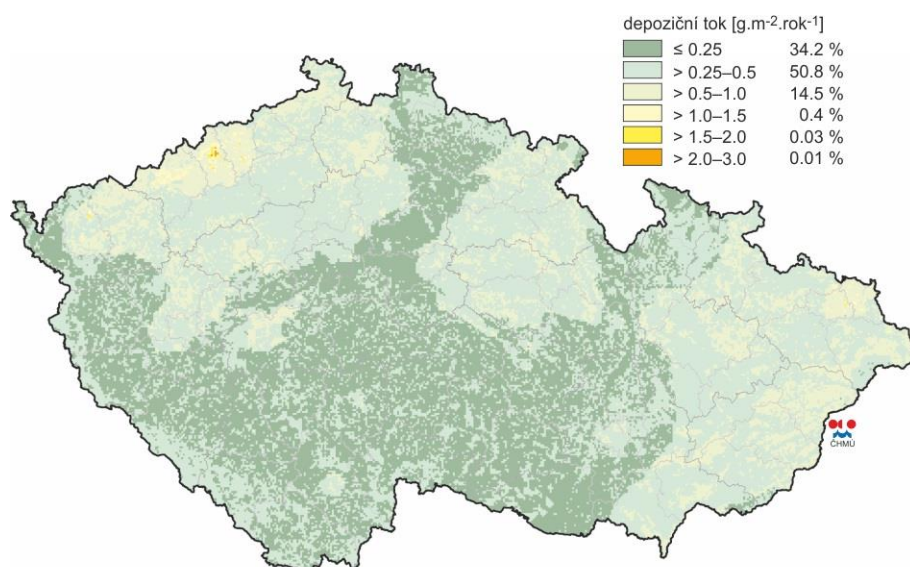 depoziční tok [g.m-2.rok-1]
≤ 0.25 34.2 %
> 0.25–0.5 50.8 %
> 0.5–1.0 14.5 %
> 1.0–1.5 0.4 %
> 1.5–2.0 0.03 %
> 2.0–3.0 0.01 %
ČHMÚ